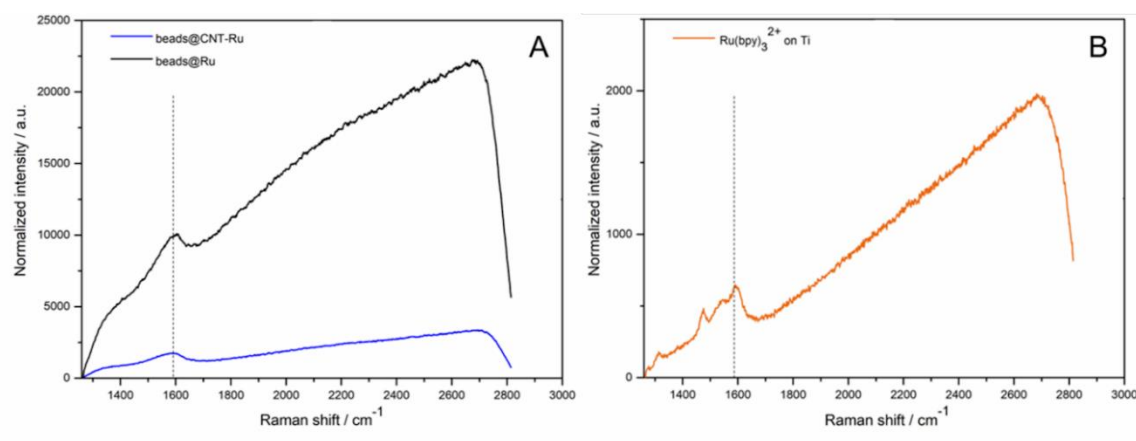 25000
20000
15000
10000
5000
0
Normalized intensity / a.u.
beads@CNT-Ru
beads@Ru
A
1400 1600 1800 2000 2200 2400 2600 2800 3000
Raman shift / cm⁻¹
2000
1000
0
Normalized intensity / a.u.
Ru(bpy)₃²⁺ on Ti
B
1400 1600 1800 2000 2200 2400 2600 2800 3000
Raman shift / cm⁻¹